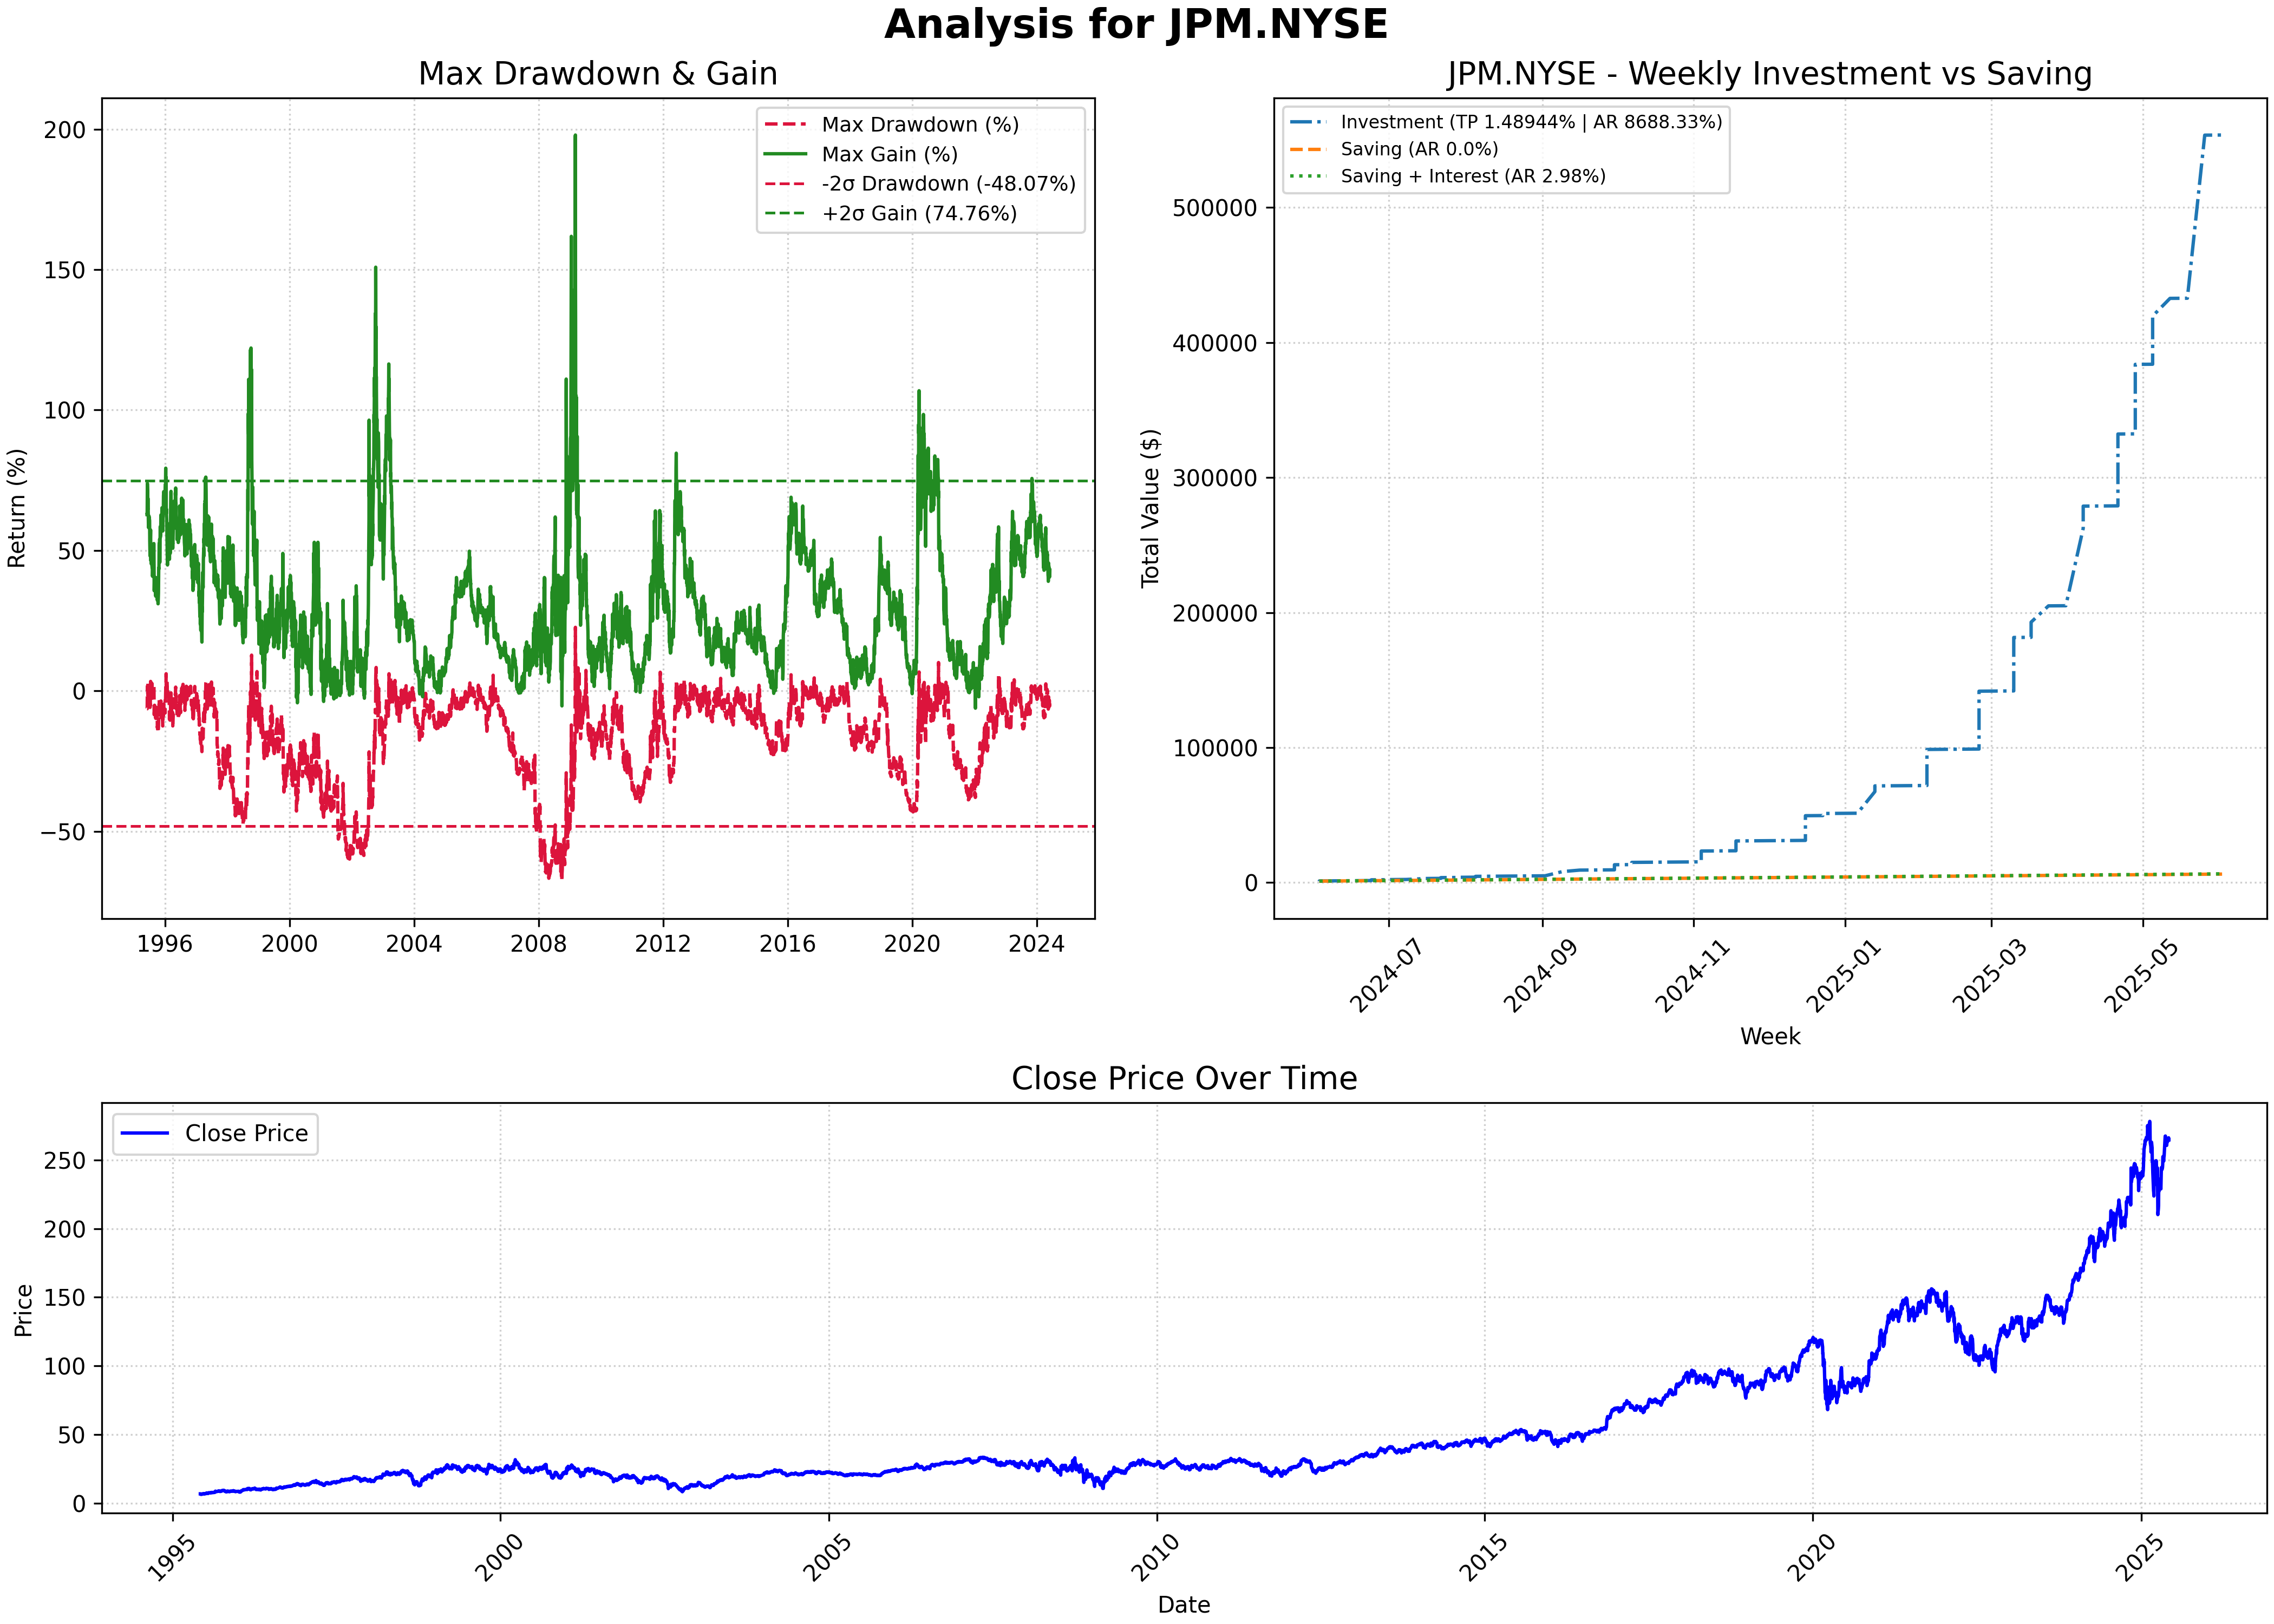 Analysis for JPM.NYSE
Max Drawdown & Gain
Return (%)
200
150
100
50
0
−50
1996
2000
2004
2008
2012
2016
2020
2024
Max Drawdown (%)
Max Gain (%)
-2σ Drawdown (-48.07%)
+2σ Gain (74.76%)
JPM.NYSE - Weekly Investment vs Saving
Total Value ($)
500000
400000
300000
200000
100000
0
2024-07
2024-09
2024-11
2025-01
2025-03
2025-05
Week
Investment (TP 1.48944% | AR 8688.33%)
Saving (AR 0.0%)
Saving + Interest (AR 2.98%)
Close Price Over Time
Price
250
200
150
100
50
0
1995
2000
2005
2010
2015
2020
2025
Date
Close Price